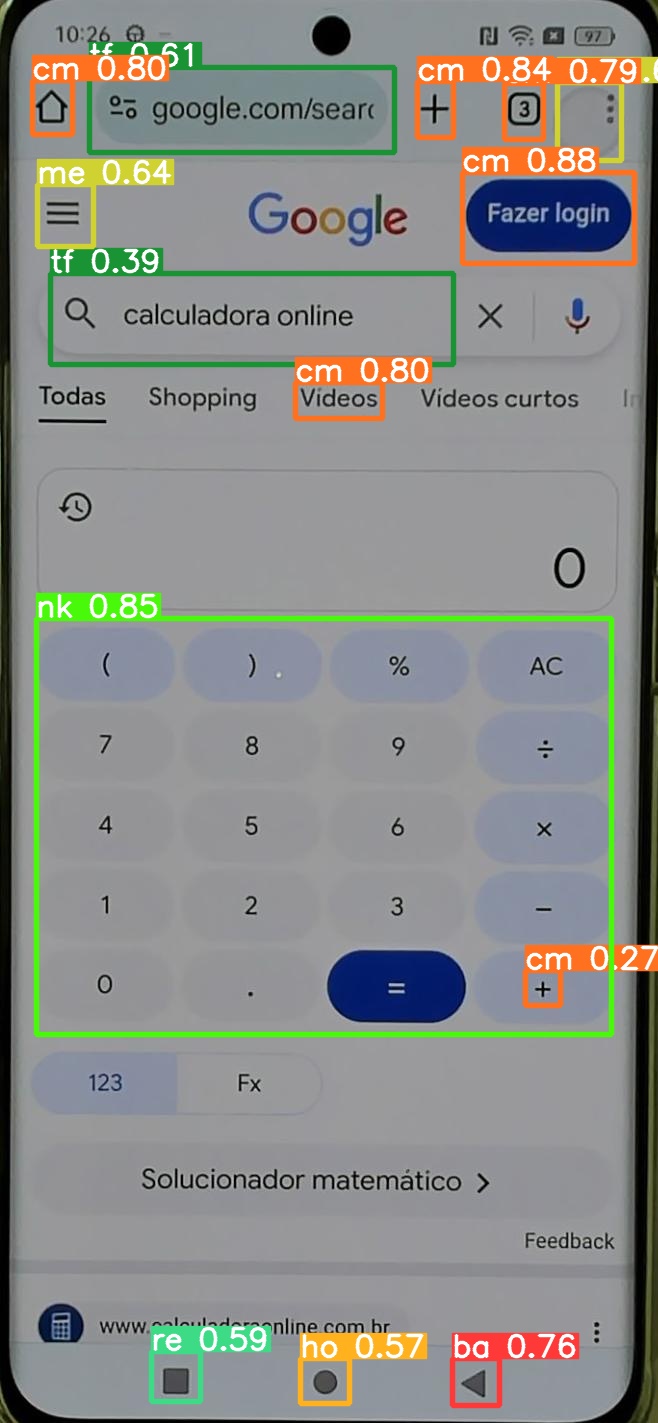 10:26 97
tf 0.61
cm 0.80 cm 0.84 0.79
google.com/searc 3
me 0.64 cm 0.88
Google Fazer login
tf 0.39
calculadora online
cm 0.80
Todas Shopping Vídeos Vídeos curtos In
0
nk 0.85
( ) % AC
7 8 9 ÷
4 5 6 ×
1 2 3 −
cm 0.27
0 . = +
123 Fx
Solucionador matemático
Feedback
www.calculadoraonline.com.br
re 0.59 ho 0.57 ba 0.76